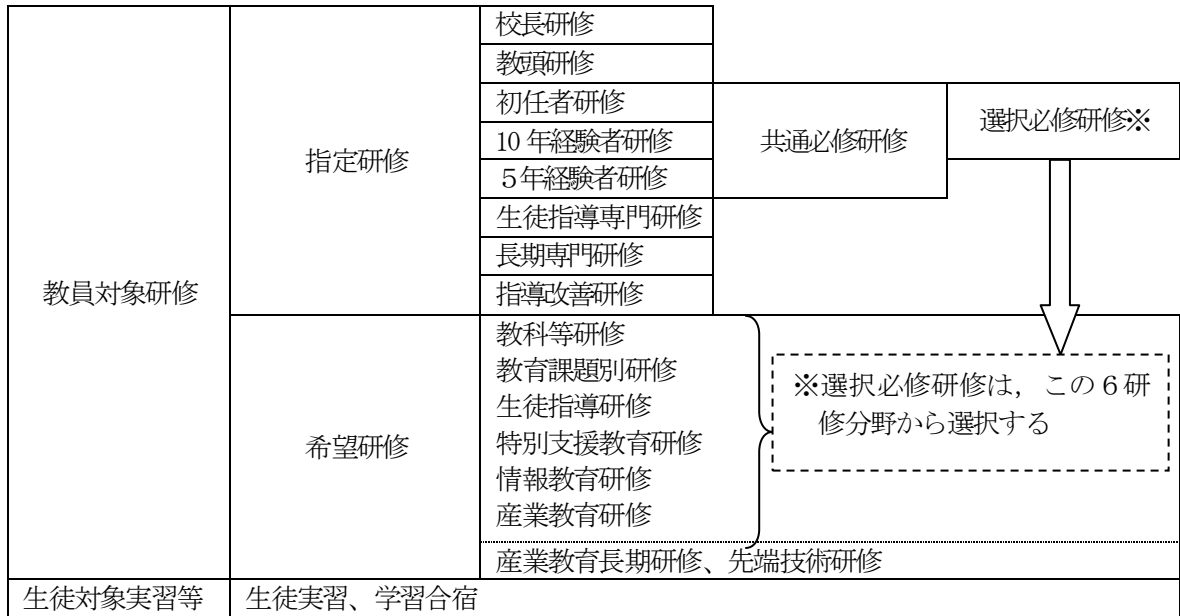 校長研修
教頭研修
初任者研修
10年経験者研修
5年経験者研修
生徒指導専門研修
長期専門研修
指導改善研修
指定研修
共通必修研修
選択必修研修※
教員対象研修
希望研修
教科等研修
教育課題別研修
生徒指導研修
特別支援教育研修
情報教育研修
産業教育研修
※選択必修研修は，この6研
修分野から選択する
産業教育長期研修、先端技術研修
生徒対象実習等
生徒実習、学習合宿